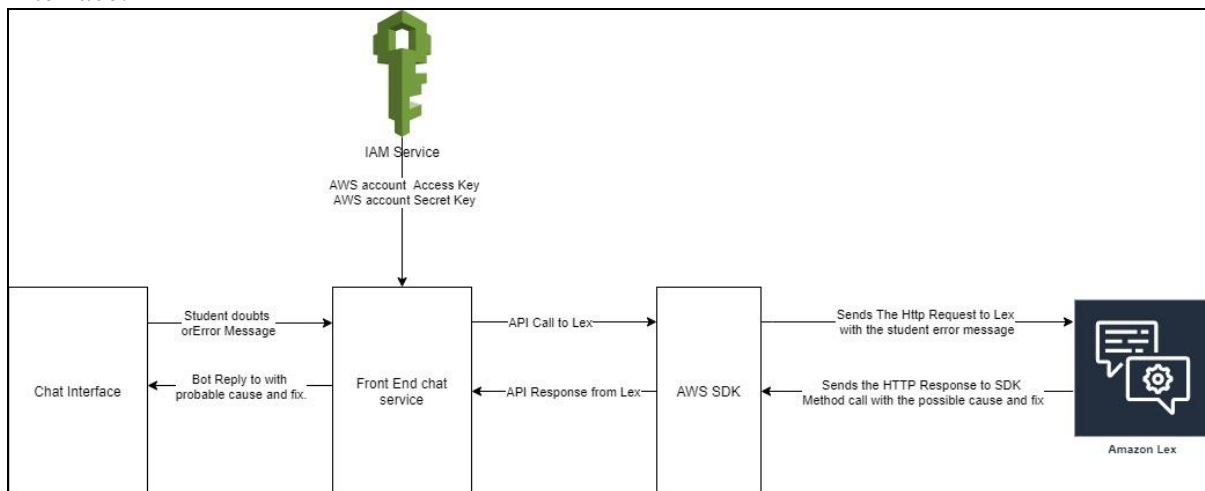 IAM Service
AWS account Access Key
AWS account Secret Key
Chat Interface
Student doubts
orError Message
Bot Reply to with
probable cause and fix.
Front End chat
service
API Call to Lex
API Response from Lex
AWS SDK
Sends The Http Request to Lex
with the student error message
Sends the HTTP Response to SDK
Method call with the possible cause and fix
Amazon Lex